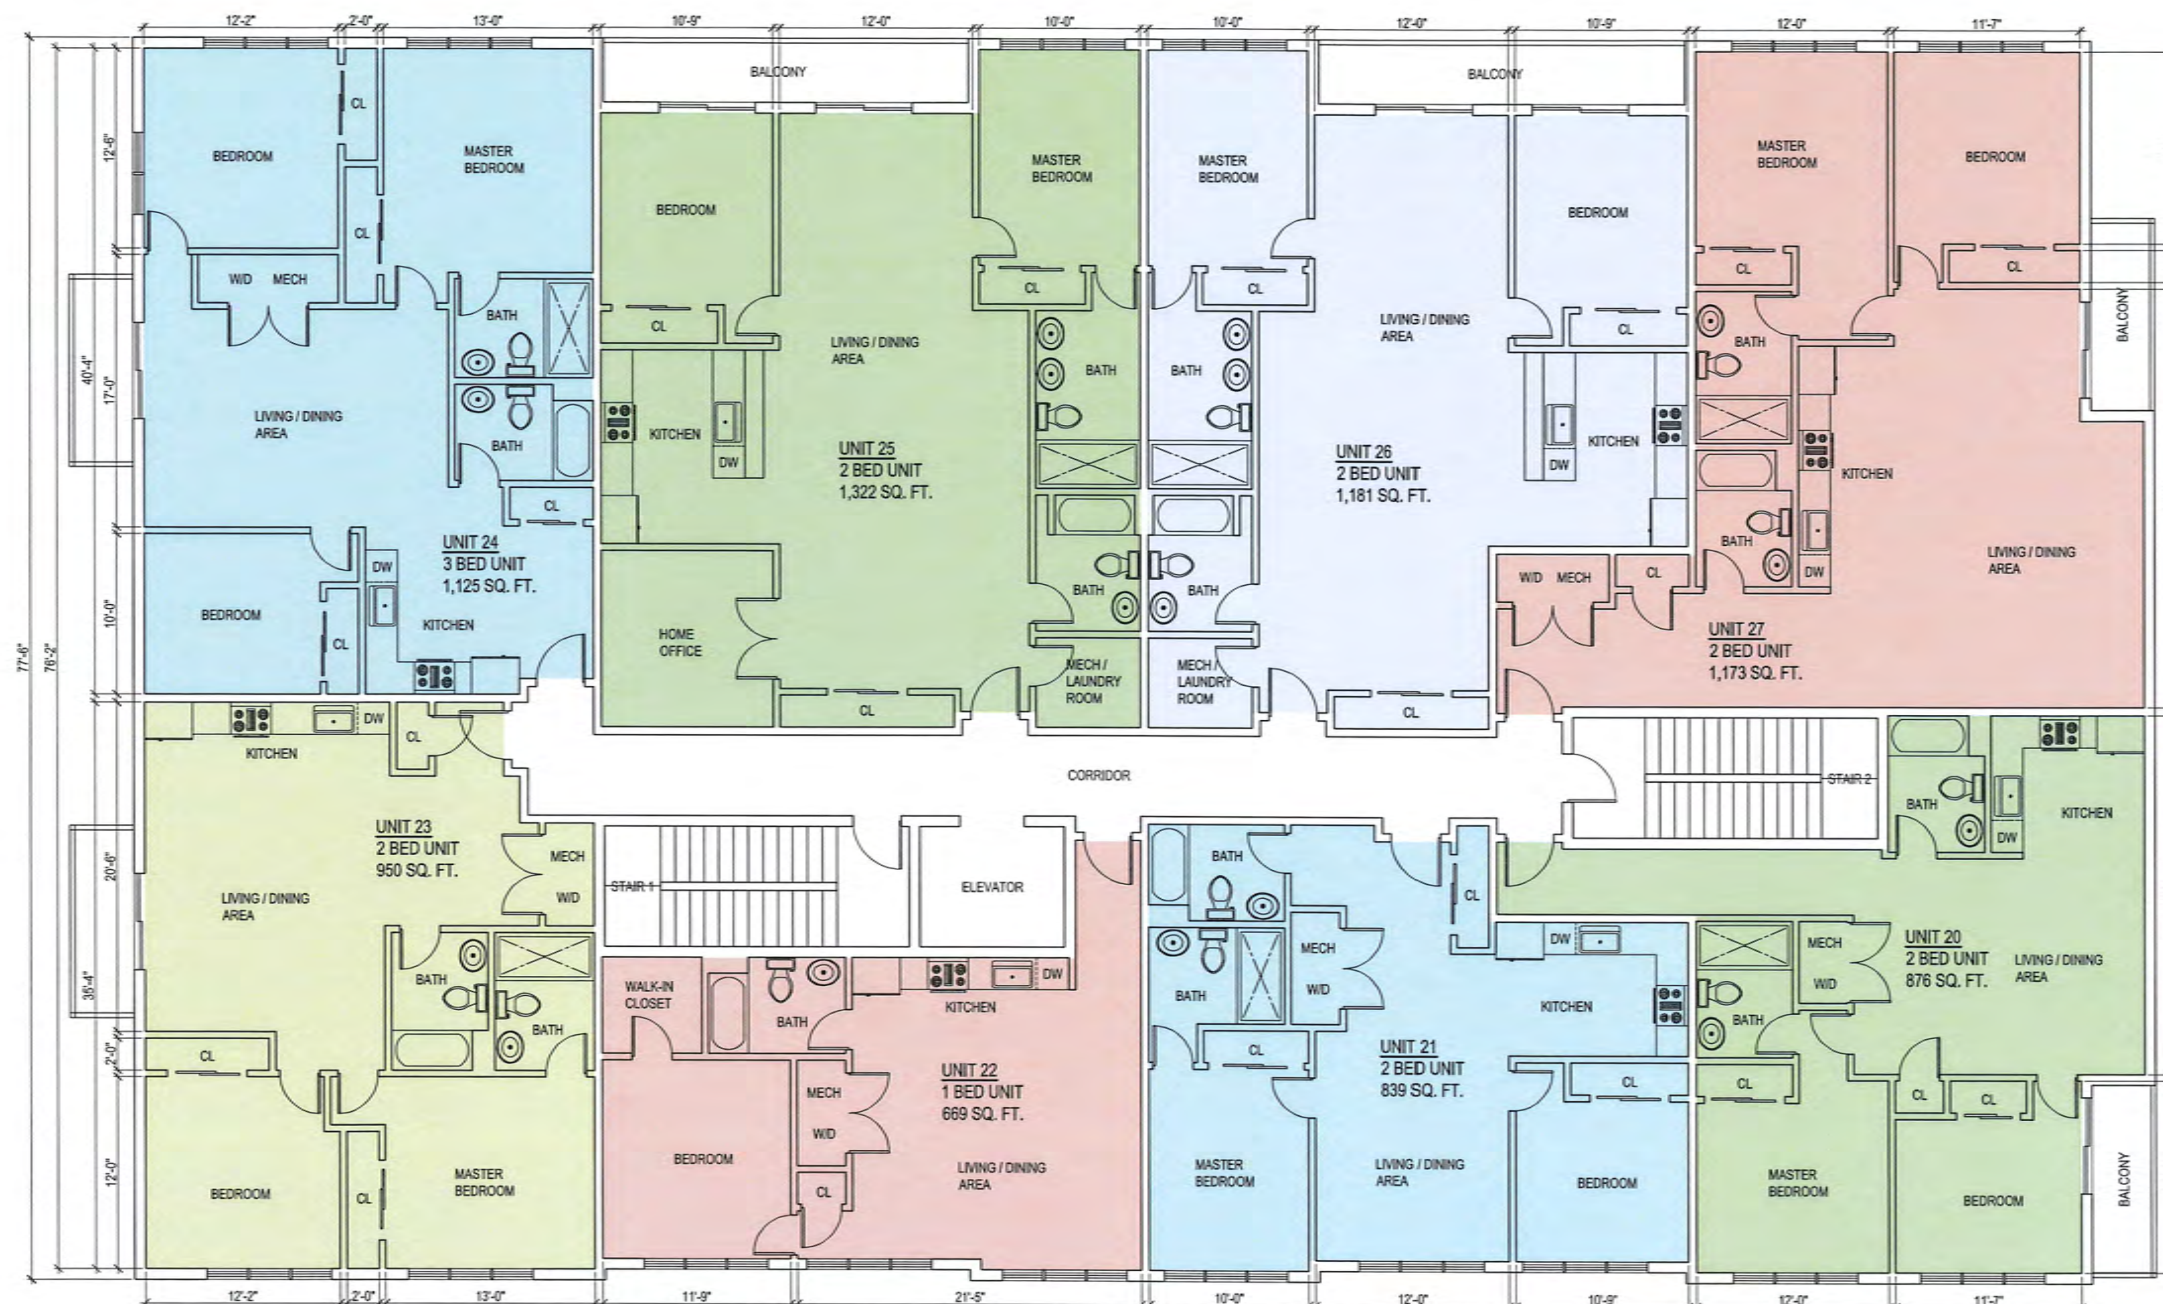 12'-2"
2'-0"
13'-0"
10'-9"
12'-0"
10'-0"
10'-0"
12'-0"
10'-9"
12'-0"
11'-7"
77'-6"
76'-2"
40'-4"
12'-6"
17'-0"
10'-0"
35'-4"
20'-6"
2'-0"
12'-0"
BEDROOM
CL
CL
MASTER
BEDROOM
W/D MECH
BATH
BATH
CL
LIVING / DINING
AREA
UNIT 24
3 BED UNIT
1,125 SQ. FT.
DW
KITCHEN
BEDROOM
CL
BALCONY
BEDROOM
CL
KITCHEN
DW
LIVING / DINING
AREA
UNIT 25
2 BED UNIT
1,322 SQ. FT.
MASTER
BEDROOM
CL
BATH
BATH
HOME
OFFICE
CL
MECH /
LAUNDRY
ROOM
BALCONY
MASTER
BEDROOM
CL
BATH
BATH
MECH /
LAUNDRY
ROOM
LIVING / DINING
AREA
UNIT 26
2 BED UNIT
1,181 SQ. FT.
BEDROOM
CL
KITCHEN
DW
CL
MASTER
BEDROOM
CL
BEDROOM
CL
BALCONY
BATH
BATH
KITCHEN
DW
LIVING / DINING
AREA
W/D MECH
CL
UNIT 27
2 BED UNIT
1,173 SQ. FT.
CORRIDOR
STAIR 2
STAIR 1
ELEVATOR
KITCHEN
DW
CL
UNIT 23
2 BED UNIT
950 SQ. FT.
MECH
W/D
LIVING / DINING
AREA
BATH
BATH
CL
BEDROOM
CL
MASTER
BEDROOM
WALK-IN
CLOSET
BATH
KITCHEN
DW
UNIT 22
1 BED UNIT
669 SQ. FT.
MECH
W/D
CL
BEDROOM
LIVING / DINING
AREA
BATH
CL
MECH
W/D
BATH
DW
KITCHEN
CL
UNIT 21
2 BED UNIT
839 SQ. FT.
CL
MASTER
BEDROOM
LIVING / DINING
AREA
BEDROOM
BATH
DW
KITCHEN
MECH
W/D
UNIT 20
2 BED UNIT
876 SQ. FT.
LIVING / DINING
AREA
BATH
CL
CL
CL
MASTER
BEDROOM
BEDROOM
BALCONY
12'-2"
2'-0"
13'-0"
11'-9"
21'-5"
10'-0"
12'-0"
10'-9"
12'-0"
11'-7"